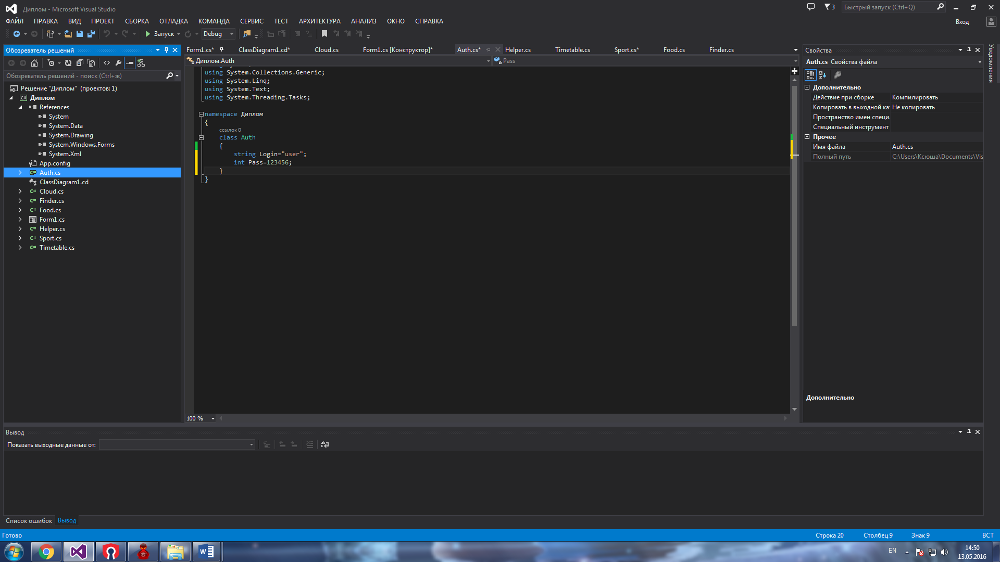 Диплом - Microsoft Visual Studio
3
Быстрый запуск (Ctrl+Q)
ФАЙЛ ПРАВКА ВИД ПРОЕКТ СБОРКА ОТЛАДКА КОМАНДА СЕРВИС ТЕСТ АРХИТЕКТУРА АНАЛИЗ ОКНО СПРАВКА
Вход
Запуск Debug
Обозреватель решений
Обозреватель решений - поиск (Ctrl+ж)
Решение "Диплом" (проектов: 1)
Диплом
References
System
System.Data
System.Drawing
System.Windows.Forms
System.Xml
App.config
Auth.cs
ClassDiagram1.cd
Cloud.cs
Finder.cs
Food.cs
Form1.cs
Helper.cs
Sport.cs
Timetable.cs
Form1.cs* ClassDiagram1.cd* Cloud.cs Form1.cs [Конструктор]* Auth.cs* Helper.cs Timetable.cs Sport.cs* Food.cs Finder.cs
Диплом.Auth Pass
using System.Collections.Generic;
using System.Linq;
using System.Text;
using System.Threading.Tasks;
namespace Диплом
{
ссылок 0
class Auth
{
string Login="user";
int Pass=123456;
}
}
100 %
Свойства
Auth.cs Свойства файла
Дополнительно
Действие при сборке Компилировать
Копировать в выходной ка Не копировать
Пространство имен специ
Специальный инструмент
Прочее
Имя файла Auth.cs
Полный путь C:\Users\Ксюша\Documents\Vis
Дополнительно
Уведомления
Вывод
Показать выходные данные от:
Список ошибок Вывод
Готово Строка 20 Столбец 9 Знак 9 ВСТ
EN
14:50
13.05.2016